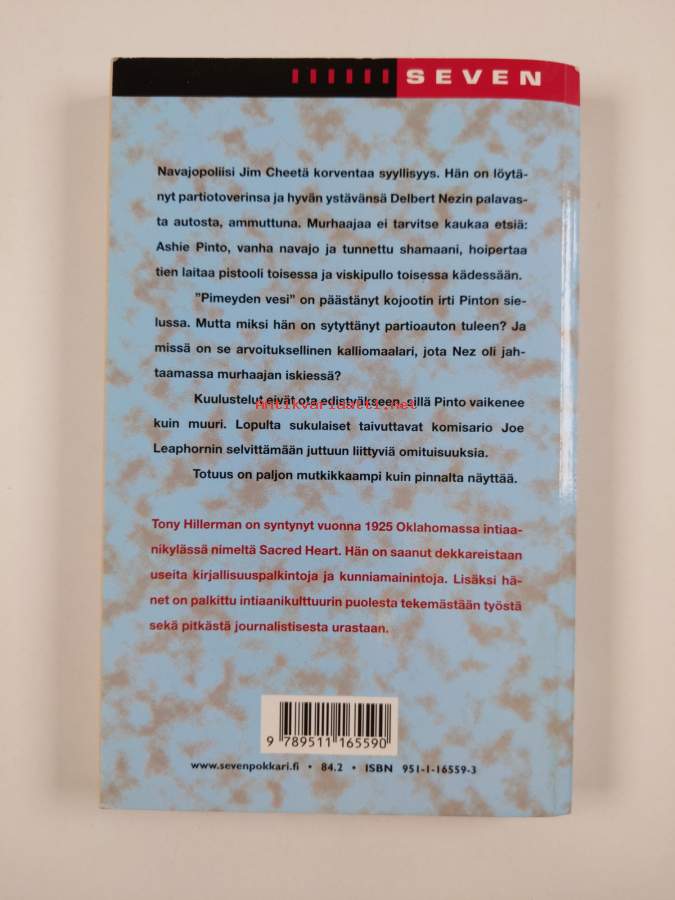 SEVEN
Navajopoliisi Jim Cheetä korventaa syyllisyys. Hän on löytä-
nyt partiotoverinsa ja hyvän ystävänsä Delbert Nezin palavas-
ta autosta, ammuttuna. Murhaajaa ei tarvitse kaukaa etsiä:
Ashie Pinto, vanha navajo ja tunnettu shamaani, hoipertaa
tien laitaa pistooli toisessa ja viskipullo toisessa kädessään.
"Pimeyden vesi" on päästänyt kojootin irti Pinton sie-
lussa. Mutta miksi hän on sytyttänyt partioauton tuleen? Ja
missä on se arvoituksellinen kalliomaalari, jota Nez oli jah-
taamassa murhaajan iskiessä?
Kuulustelut eivät ota edistyäkseen, sillä Pinto vaikenee
Antikvariaatti.net
kuin muuri. Lopulta sukulaiset taivuttavat komisario Joe
Leaphornin selvittämään juttuun liittyviä omituisuuksia.
Totuus on paljon mutkikkaampi kuin pinnalta näyttää.
Tony Hillerman on syntynyt vuonna 1925 Oklahomassa intiaa-
nikylässä nimeltä Sacred Heart. Hän on saanut dekkareistaan
useita kirjallisuuspalkintoja ja kunniamainintoja. Lisäksi hä-
net on palkittu intiaanikulttuurin puolesta tekemästään työstä
sekä pitkästä journalistisesta urastaan.
9 789511 165590
www.sevenpokkari.fi • 84.2 • ISBN 951-1-16559-3